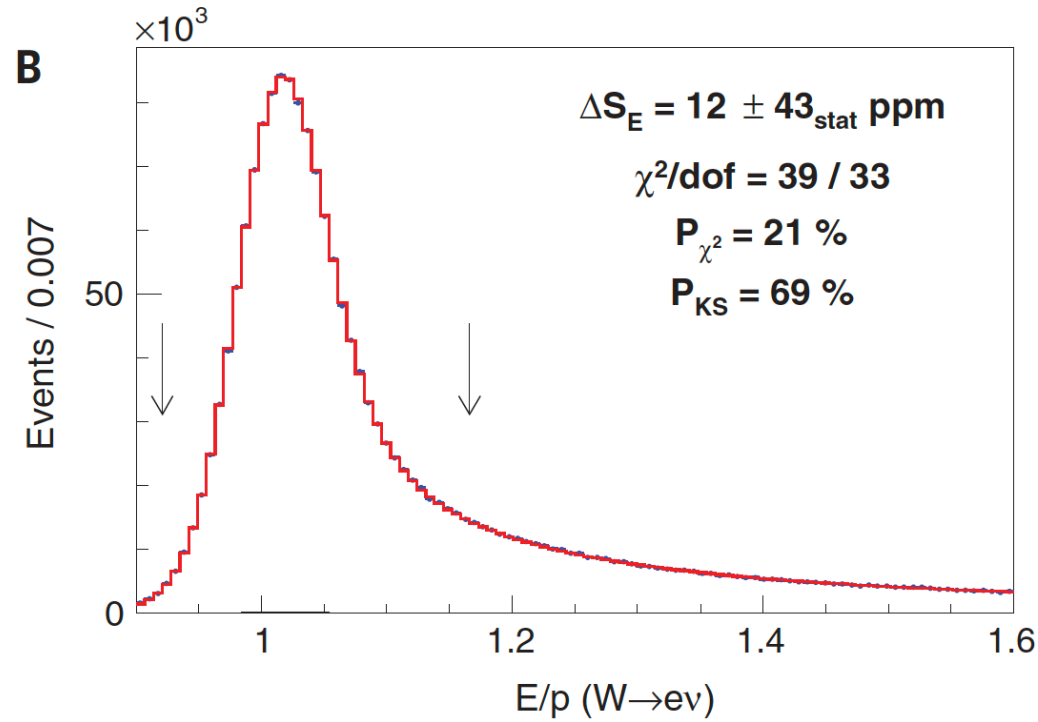 ×10³
B
ΔS_E = 12 ± 43_stat ppm
χ²/dof = 39 / 33
P_χ² = 21 %
P_KS = 69 %
Events / 0.007
50
0
1
1.2
1.4
1.6
E/p (W→eν)